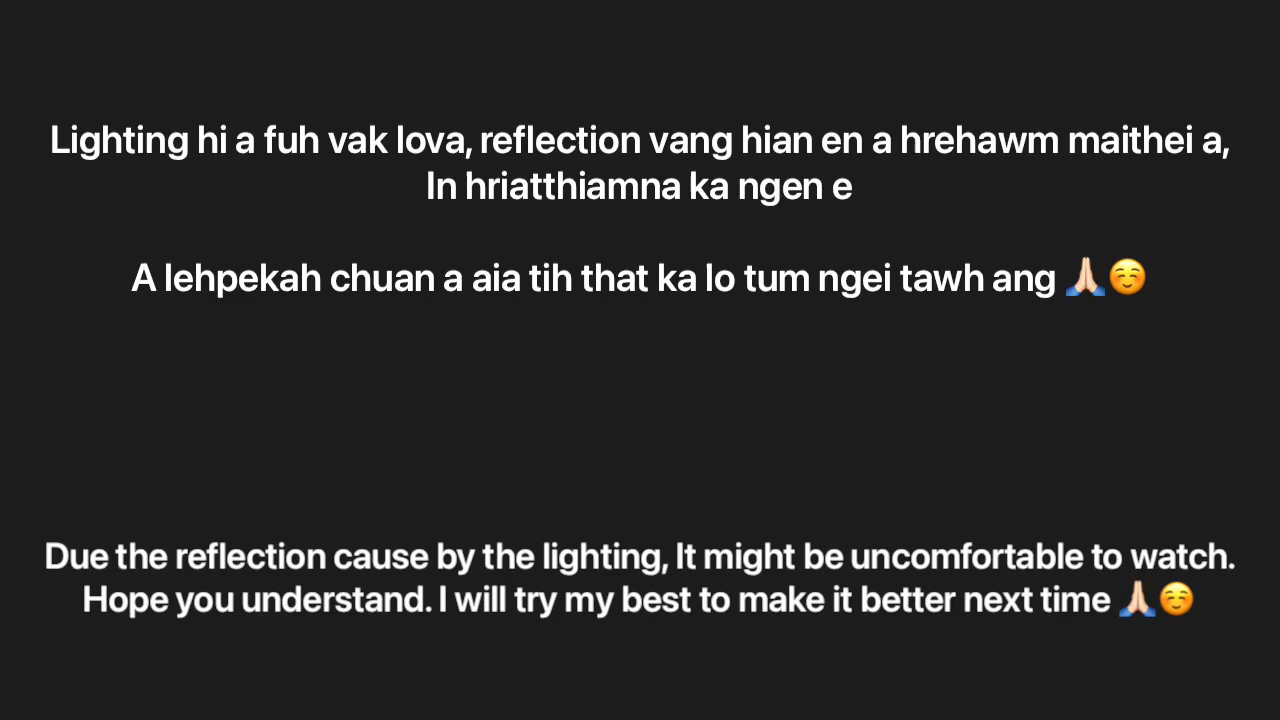 Lighting hi a fuh vak lova, reflection vang hian en a hrehawm maithei a,
In hriatthiamna ka ngen e
A lehpekah chuan a aia tih that ka lo tum ngei tawh ang 🙏🏻☺️
Due the reflection cause by the lighting, It might be uncomfortable to watch.
Hope you understand. I will try my best to make it better next time 🙏🏻☺️